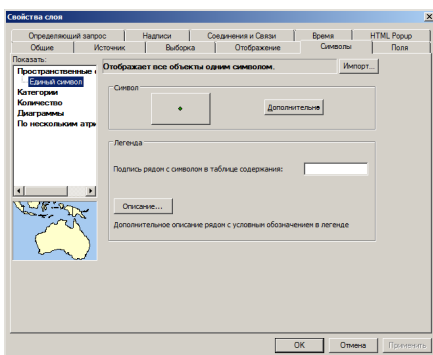 Свойства слоя
Определяющий запрос Надписи Соединения и Связи Время HTML Popup
Общие Источник Выборка Отображение Символы Поля
Показать:
Пространственные
Единый символ
Категории
Количество
Диаграммы
По нескольким атри
Отображает все объекты одним символом.
Импорт...
Символ
Дополнительно
Легенда
Подпись рядом с символом в таблице содержания:
Описание...
Дополнительное описание рядом с условным обозначением в легенде
OK Отмена Применить